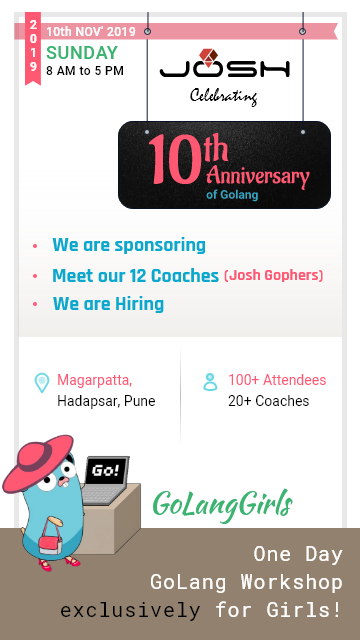 2019
10th NOV' 2019
SUNDAY
8 AM to 5 PM
JOSH
Celebrating
10th
Anniversary
of Golang
• We are sponsoring
• Meet our 12 Coaches (Josh Gophers)
• We are Hiring
Magarpatta,
Hadapsar, Pune
100+ Attendees
20+ Coaches
Go!
GoLangGirls
One Day
GoLang Workshop
exclusively for Girls!